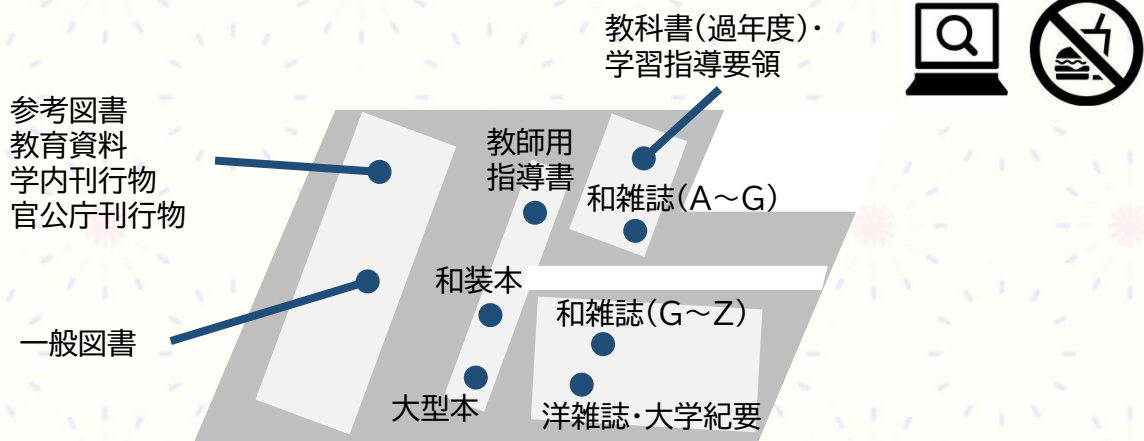 教科書(過年度)・
学習指導要領
参考図書
教育資料
学内刊行物
官公庁刊行物
教師用
指導書
和雑誌(A～G)
和装本
和雑誌(G～Z)
一般図書
大型本
洋雑誌・大学紀要